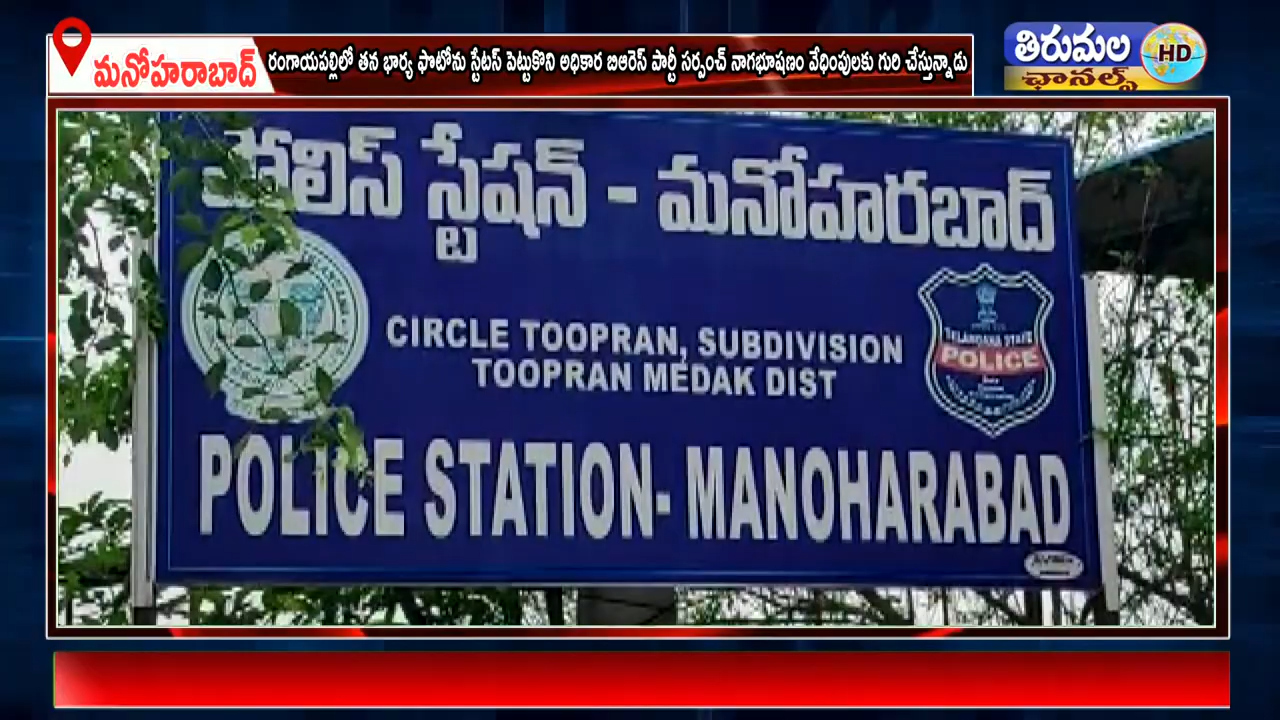 మనోహరాబాద్
రంగాయపల్లిలో తన భార్య ఫొటోను స్టేటస్ పెట్టుకొని అధికార బిఆరెస్ పార్టీ సర్పంచ్ నాగభూషణం వేధింపులకు గురి చేస్తున్నాడు
తిరుమల
ఛానల్స్
HD
పోలిస్ స్టేషన్ - మనోహరబాద్
CIRCLE TOOPRAN, SUBDIVISION
TOOPRAN MEDAK DIST
TELANGANA STATE
POLICE
POLICE STATION- MANOHARABAD